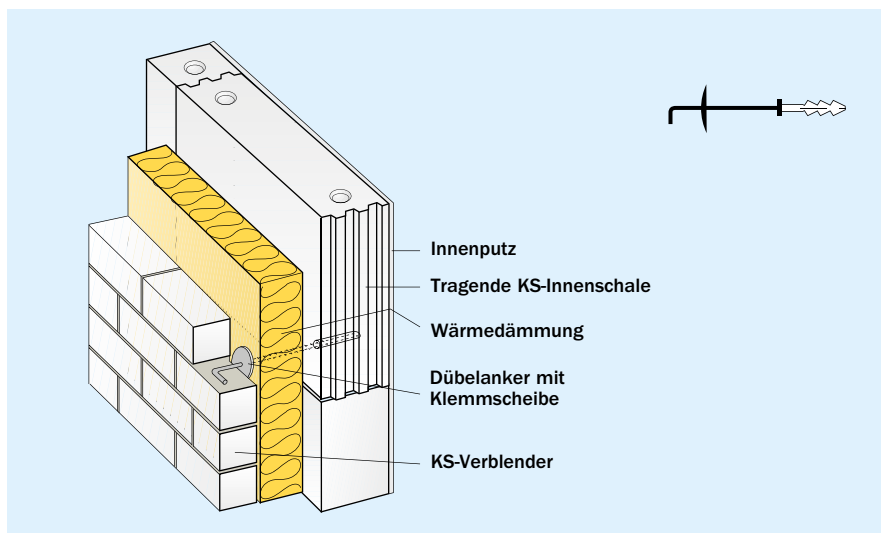 Innenputz
Tragende KS-Innenschale
Wärmedämmung
Dübelanker mit
Klemmscheibe
KS-Verblender